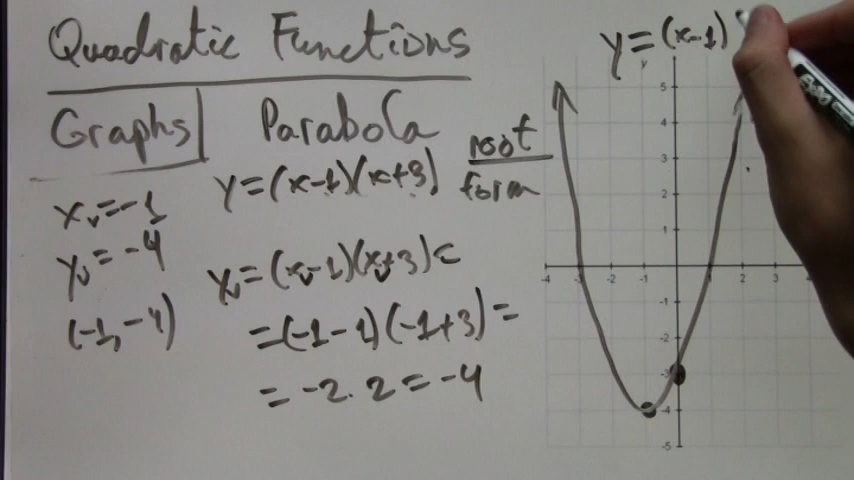 Quadratic Functions
Graphs Parabola
y=(x-1)(x+3) root form
xᵥ=-1
yᵥ=-4
(-1,-4)
yᵥ=(xᵥ-1)(xᵥ+3)=
=(-1-1)(-1+3)=
=-2.2=-4
y=(x-1)
y
5
3
2
1
-4 -3 -2 -1 2 3
-1
-2
-3
-4
-5
EXPO